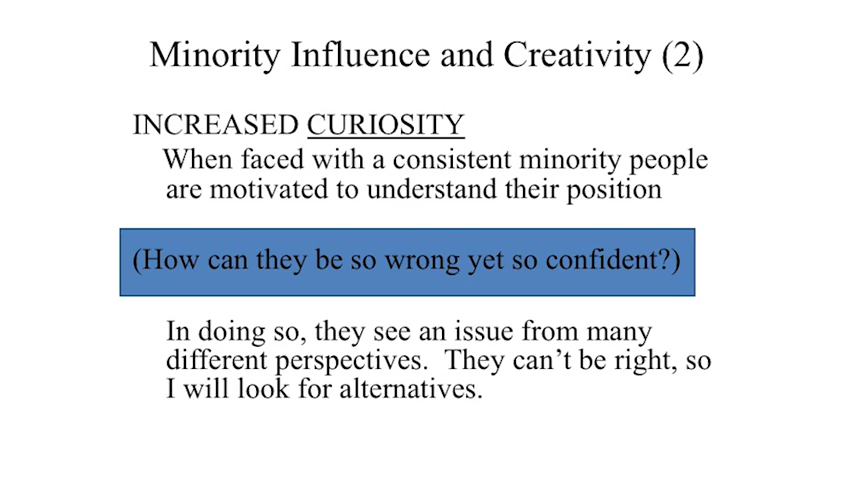 Minority Influence and Creativity (2)
INCREASED CURIOSITY
When faced with a consistent minority people
are motivated to understand their position
(How can they be so wrong yet so confident?)
In doing so, they see an issue from many
different perspectives.  They can’t be right, so
I will look for alternatives.